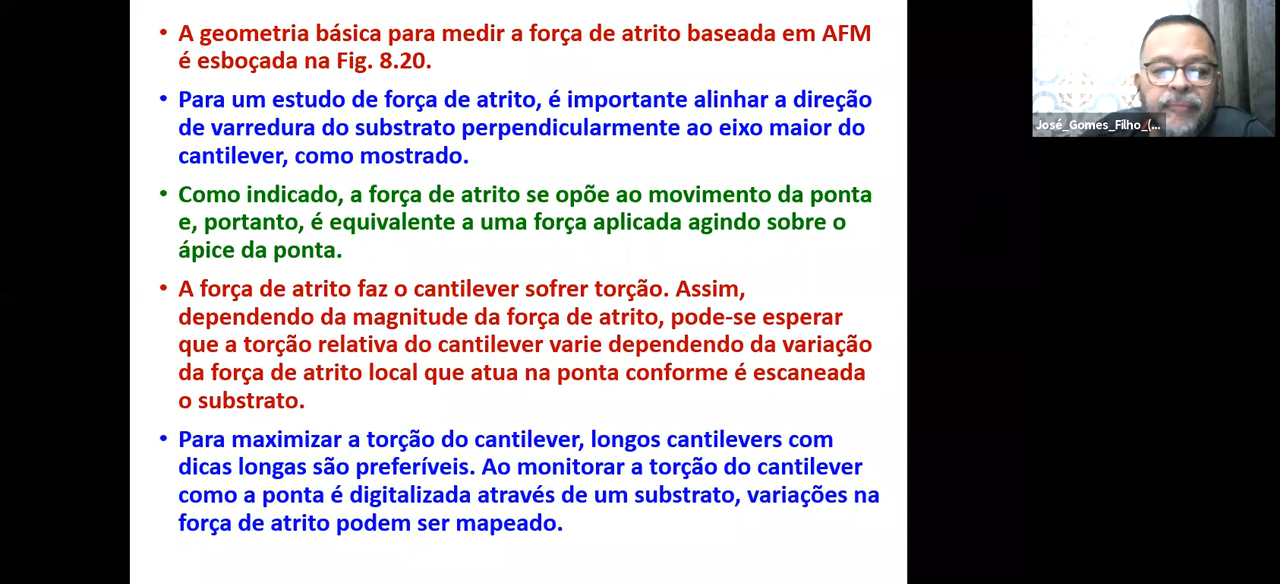 • A geometria básica para medir a força de atrito baseada em AFM
é esboçada na Fig. 8.20.
• Para um estudo de força de atrito, é importante alinhar a direção
de varredura do substrato perpendicularmente ao eixo maior do
cantilever, como mostrado.
• Como indicado, a força de atrito se opõe ao movimento da ponta
e, portanto, é equivalente a uma força aplicada agindo sobre o
ápice da ponta.
• A força de atrito faz o cantilever sofrer torção. Assim,
dependendo da magnitude da força de atrito, pode-se esperar
que a torção relativa do cantilever varie dependendo da variação
da força de atrito local que atua na ponta conforme é escaneada
o substrato.
• Para maximizar a torção do cantilever, longos cantilevers com
dicas longas são preferíveis. Ao monitorar a torção do cantilever
como a ponta é digitalizada através de um substrato, variações na
força de atrito podem ser mapeado.
José_Gomes_Filho_(...